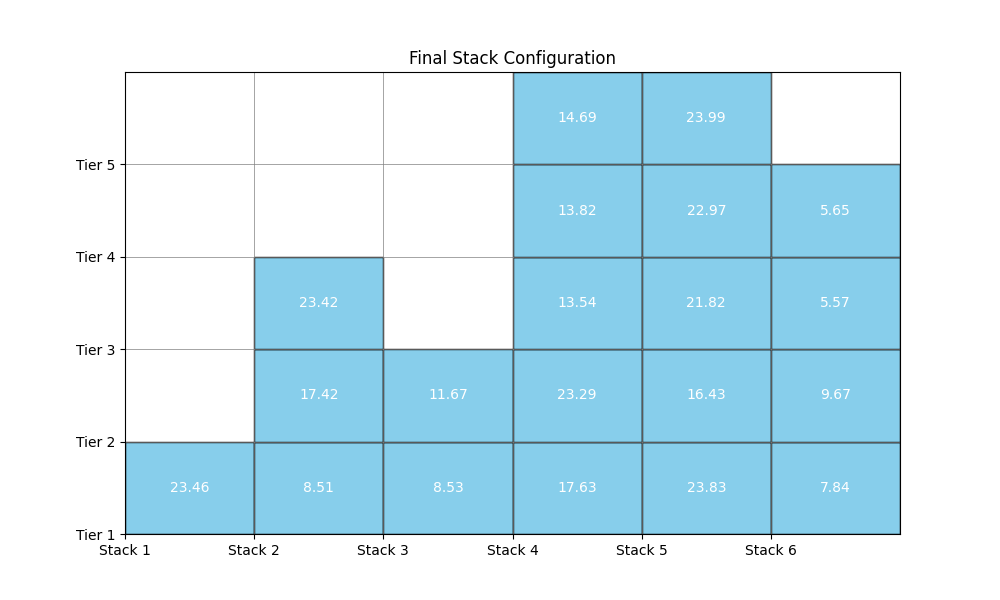 Final Stack Configuration
14.69 23.99
Tier 5
13.82 22.97 5.65
Tier 4
23.42 13.54 21.82 5.57
Tier 3
17.42 11.67 23.29 16.43 9.67
Tier 2
23.46 8.51 8.53 17.63 23.83 7.84
Tier 1
Stack 1 Stack 2 Stack 3 Stack 4 Stack 5 Stack 6